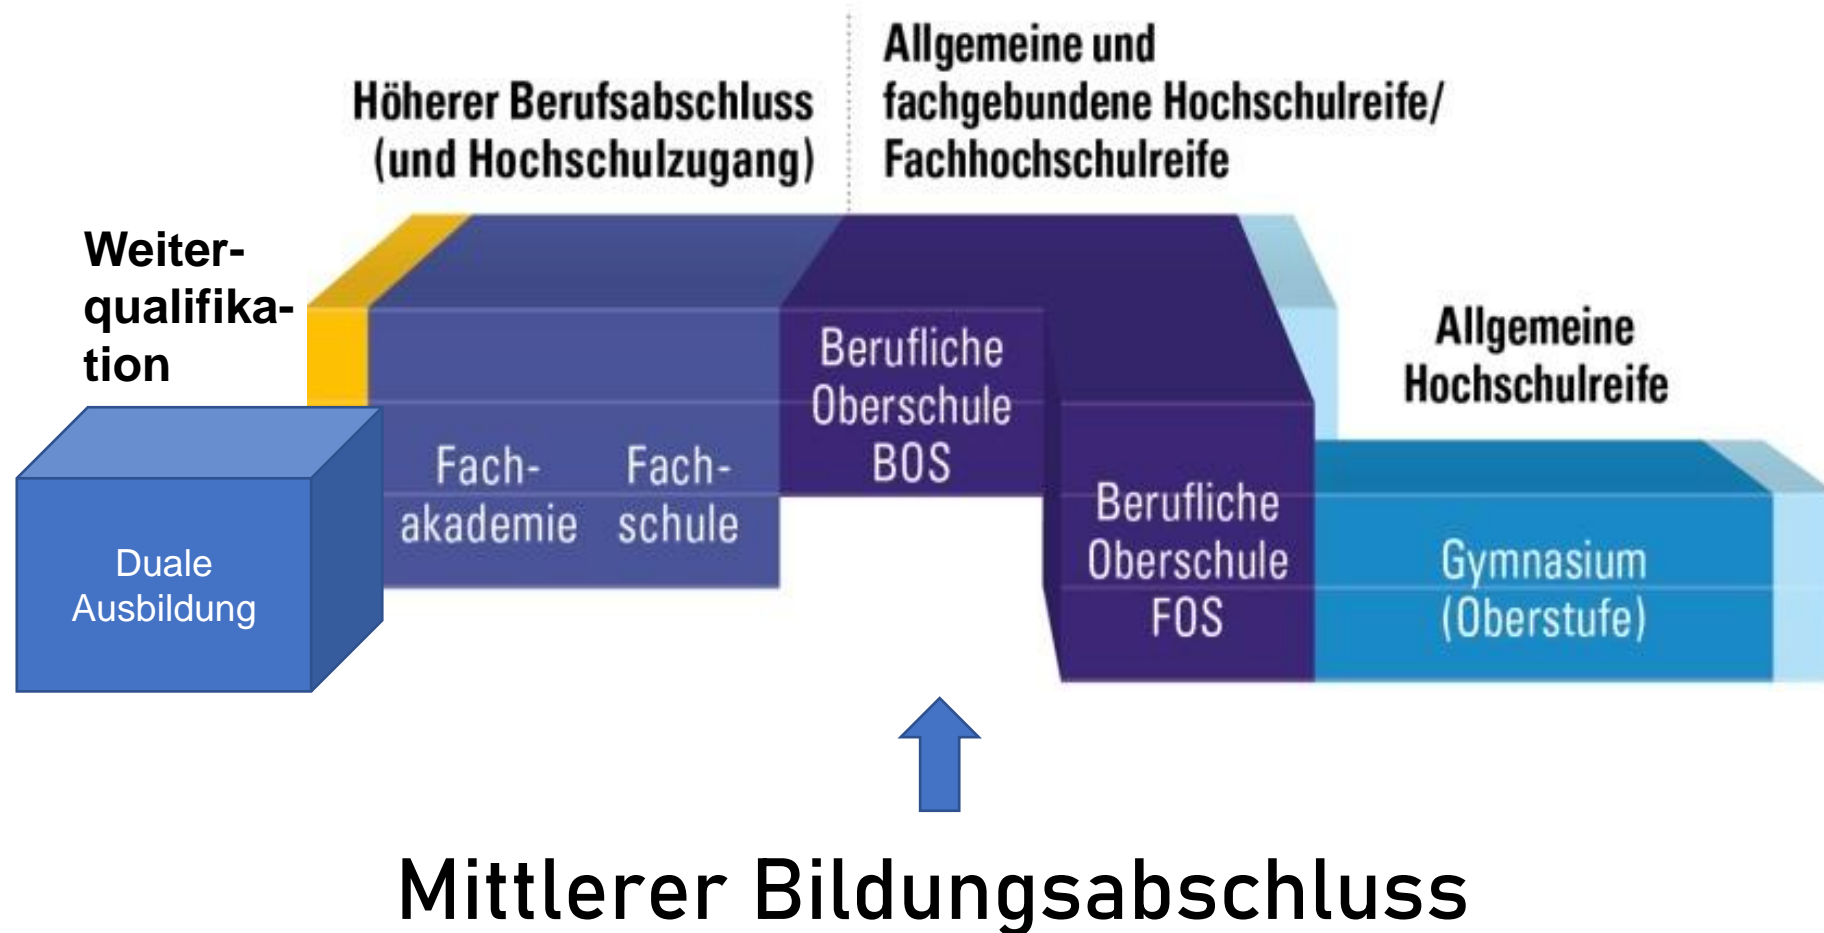 Höherer Berufsabschluss
(und Hochschulzugang)
Allgemeine und
fachgebundene Hochschulreife/
Fachhochschulreife
Weiter-
qualifika-
tion
Allgemeine
Hochschulreife
Duale
Ausbildung
Fach-
akademie
Fach-
schule
Berufliche
Oberschule
BOS
Berufliche
Oberschule
FOS
Gymnasium
(Oberstufe)
Mittlerer Bildungsabschluss